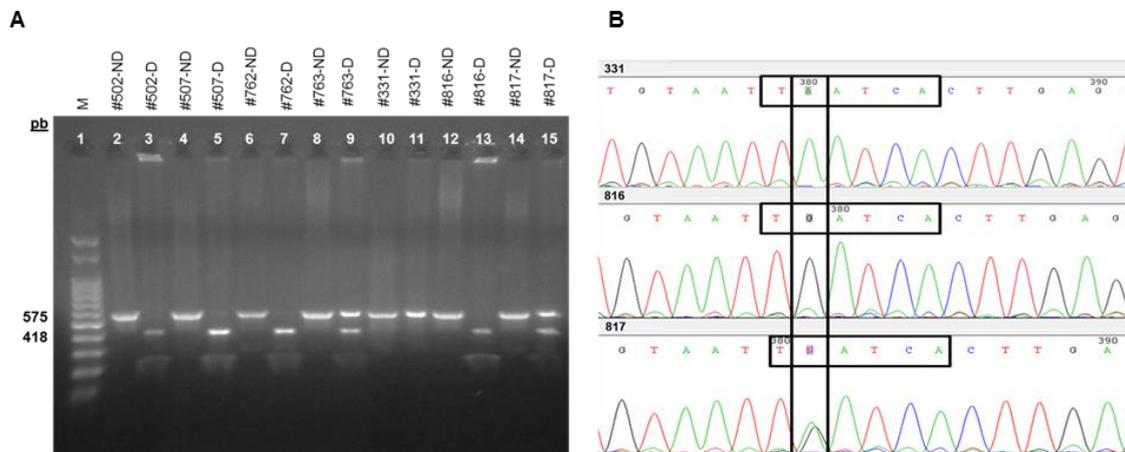 A
M #502-ND #502-D #507-ND #507-D #762-ND #762-D #763-ND #763-D #331-ND #331-D #816-ND #816-D #817-ND #817-D
pb
1 2 3 4 5 6 7 8 9 10 11 12 13 14 15
575
418
B
331
380 390
T G T A A T T A A T C A C T T G A G
816
380
G T A A T T G A T C A C T T G A G
817
380 390
G T A A T T R A T C A C T T G A